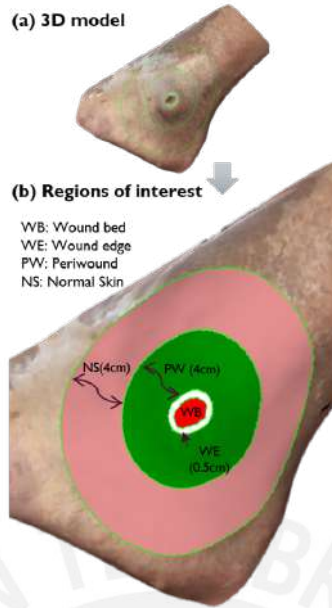 (a) 3D model
(b) Regions of interest
WB: Wound bed
WE: Wound edge
PW: Periwound
NS: Normal Skin
NS(4cm)
PW (4cm)
WB
WE
(0.5cm)